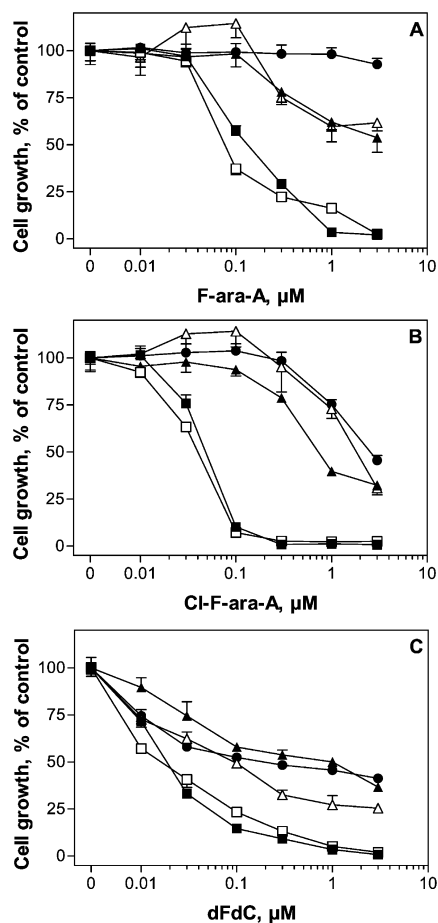 A
Cell growth, % of control
100
75
50
25
0
0 0.01 0.1 1 10
F-ara-A, µM
B
Cell growth, % of control
100
75
50
25
0
0 0.01 0.1 1 10
Cl-F-ara-A, µM
C
Cell growth, % of control
100
75
50
25
0
0 0.01 0.1 1 10
dFdC, µM